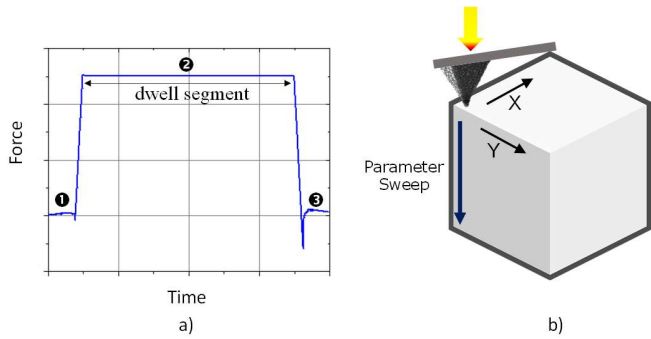 ❷
dwell segment
Force
❶
❸
Time
a)
X
Y
Parameter
Sweep
b)